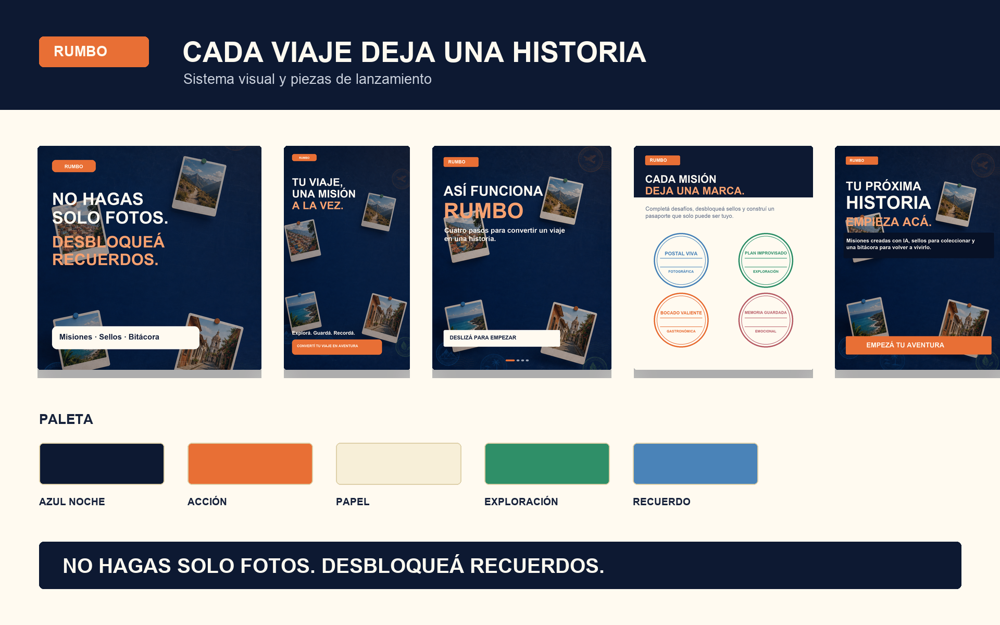 RUMBO
CADA VIAJE DEJA UNA HISTORIA
Sistema visual y piezas de lanzamiento
RUMBO
NO HAGAS
SOLO FOTOS.
DESBLOQUEÁ
RECUERDOS.
Misiones · Sellos · Bitácora
RUMBO
TU VIAJE,
UNA MISIÓN
A LA VEZ.
Explorá. Guardá. Recordá.
CONVERTÍ TU VIAJE EN AVENTURA
RUMBO
ASÍ FUNCIONA
RUMBO
Cuatro pasos para convertir un viaje
en una historia.
DESLIZÁ PARA EMPEZAR
RUMBO
CADA MISIÓN
DEJA UNA MARCA.
Completá desafíos, desbloqueá sellos y construí un
pasaporte que solo puede ser tuyo.
POSTAL VIVA
FOTOGRÁFICA
PLAN IMPROVISADO
EXPLORACIÓN
BOCADO VALIENTE
GASTRONÓMICA
MEMORIA GUARDADA
EMOCIONAL
RUMBO
TU PRÓXIMA
HISTORIA
EMPIEZA ACÁ.
Misiones creadas con IA, sellos para coleccionar y
una bitácora para volver a vivirlo.
EMPEZÁ TU AVENTURA
PALETA
AZUL NOCHE
ACCIÓN
PAPEL
EXPLORACIÓN
RECUERDO
NO HAGAS SOLO FOTOS. DESBLOQUEÁ RECUERDOS.